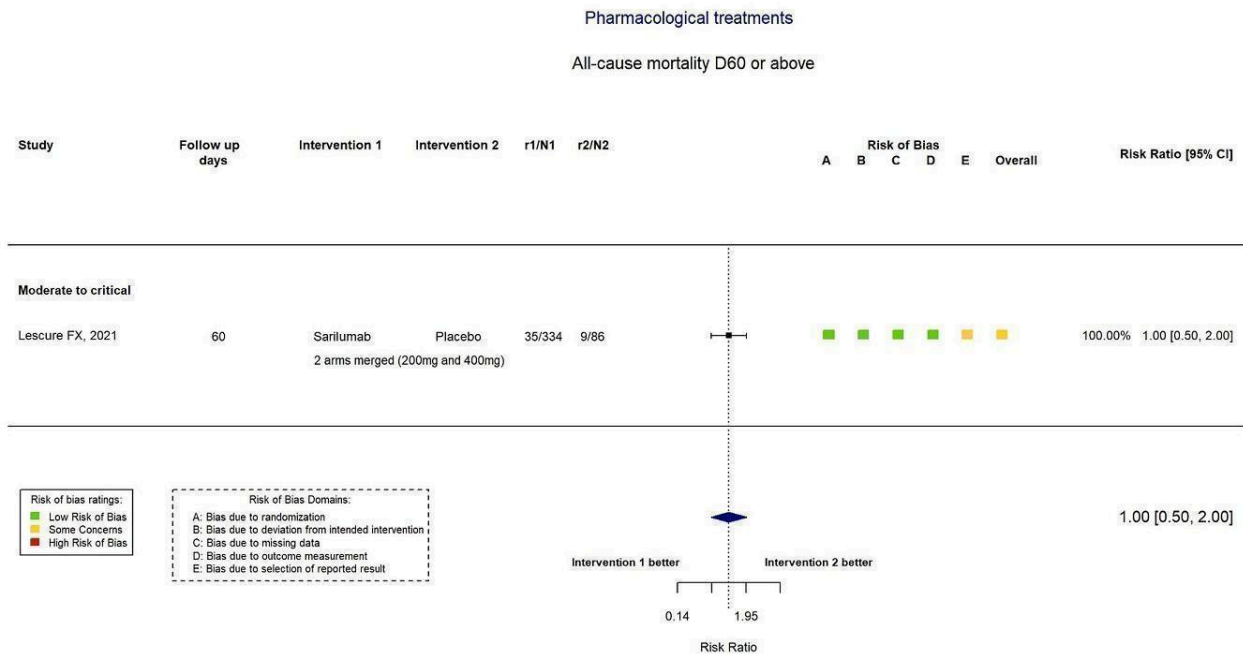 Pharmacological treatments
All-cause mortality D60 or above
Study Follow up days Intervention 1 Intervention 2 r1/N1 r2/N2 Risk of Bias Risk Ratio [95% CI]
A B C D E Overall
Moderate to critical
Lescure FX, 2021 60 Sarilumab Placebo 35/334 9/86 100.00% 1.00 [0.50, 2.00]
2 arms merged (200mg and 400mg)
1.00 [0.50, 2.00]
Risk of bias ratings:
Low Risk of Bias
Some Concerns
High Risk of Bias
Risk of Bias Domains:
A: Bias due to randomization
B: Bias due to deviation from intended intervention
C: Bias due to missing data
D: Bias due to outcome measurement
E: Bias due to selection of reported result
Intervention 1 better Intervention 2 better
0.14 1.95
Risk Ratio